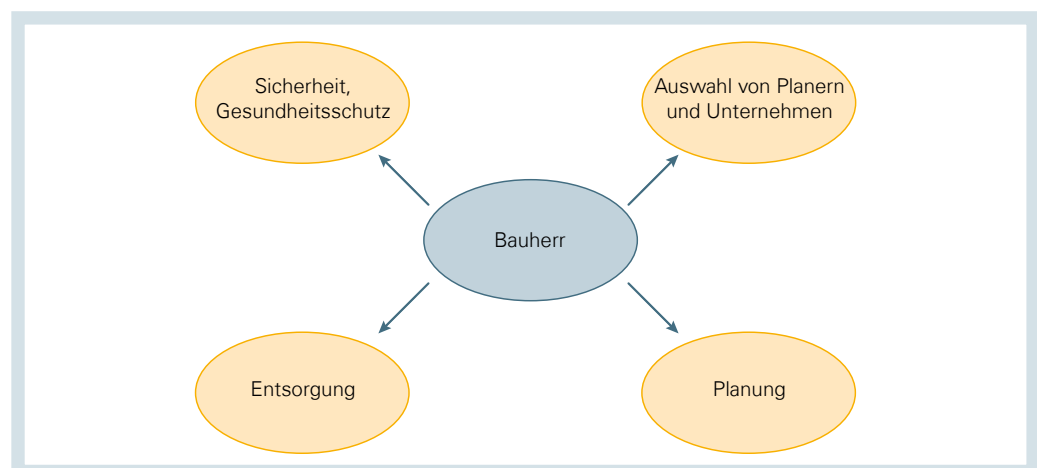 Sicherheit,
Gesundheitsschutz
Auswahl von Planern
und Unternehmen
Bauherr
Entsorgung
Planung